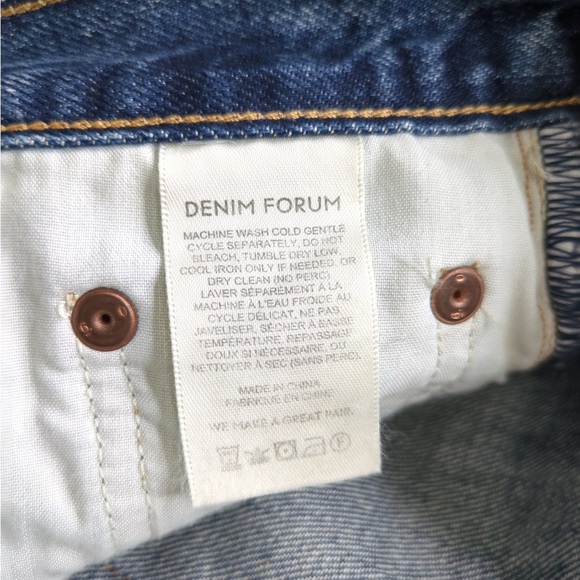 DENIM FORUM
MACHINE WASH COLD GENTLE
CYCLE SEPARATELY, DO NOT
BLEACH, TUMBLE DRY LOW,
COOL IRON ONLY IF NEEDED, OR
DRY CLEAN (NO PERC)
LAVER SÉPARÉMENT À LA
MACHINE À L'EAU FROIDE AU
CYCLE DÉLICAT, NE PAS
JAVELISER, SÉCHER À BASSE
TEMPÉRATURE, REPASSAGE
DOUX SI NÉCESSAIRE, OU
NETTOYER À SEC (SANS PERC).
MADE IN CHINA
FABRIQUÉ EN CHINE
WE MAKE A GREAT PAIR.